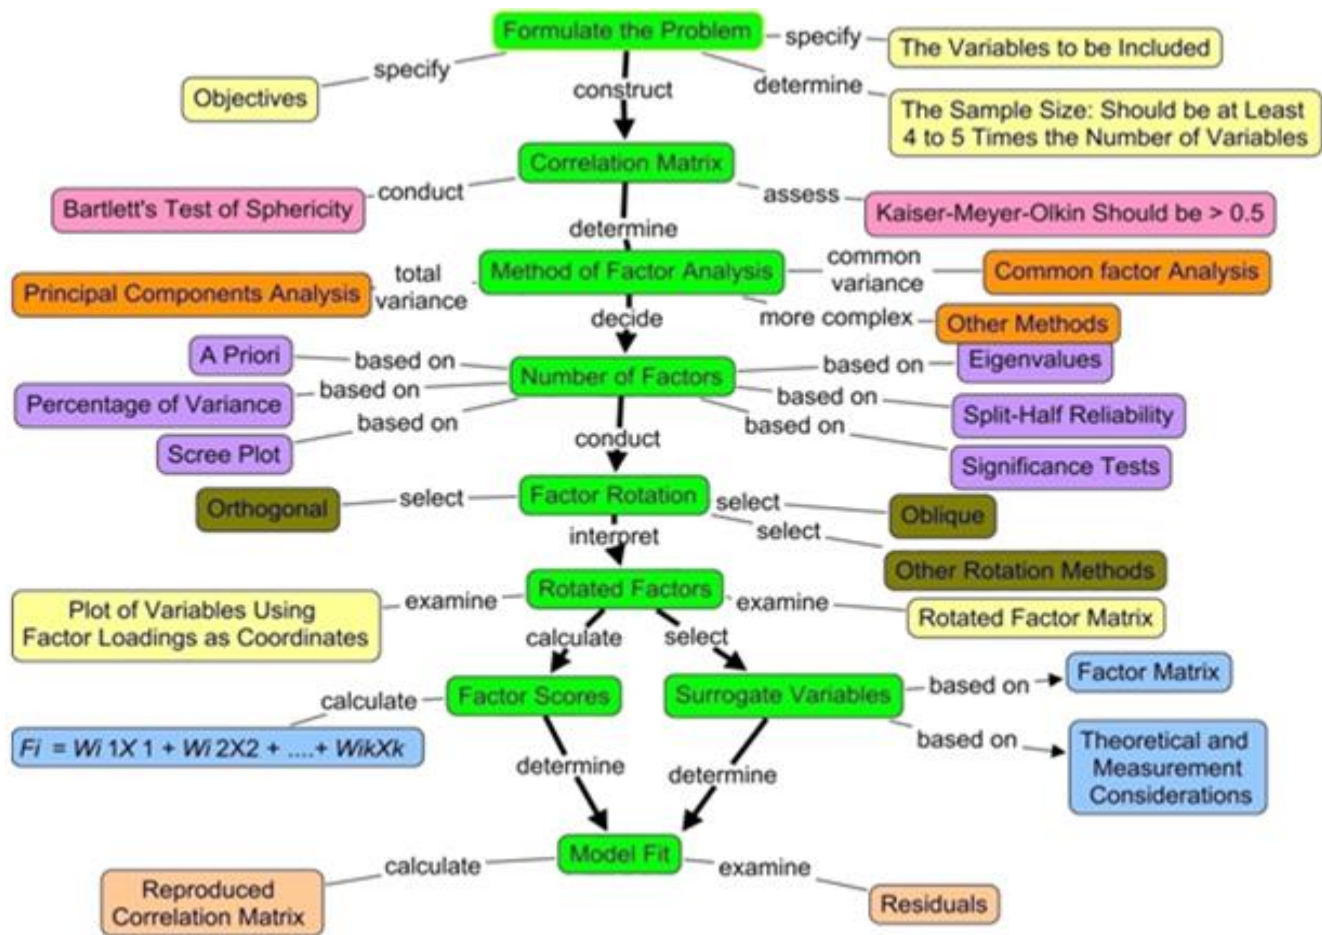 Formulate the Problem
specify
The Variables to be Included
specify
Objectives
construct
determine
The Sample Size: Should be at Least
4 to 5 Times the Number of Variables
Correlation Matrix
conduct
Bartlett's Test of Sphericity
assess
Kaiser-Meyer-Olkin Should be > 0.5
determine
Method of Factor Analysis
total
variance
Principal Components Analysis
common
variance
Common factor Analysis
more complex
Other Methods
decide
Number of Factors
based on
A Priori
based on
Percentage of Variance
based on
Scree Plot
based on
Eigenvalues
based on
Split-Half Reliability
based on
Significance Tests
conduct
Factor Rotation
select
Orthogonal
select
Oblique
select
Other Rotation Methods
interpret
Rotated Factors
examine
Plot of Variables Using
Factor Loadings as Coordinates
examine
Rotated Factor Matrix
calculate
select
Factor Scores
calculate
Fi = Wi 1X 1 + Wi 2X2 + ....+ WikXk
Surrogate Variables
based on
Factor Matrix
based on
Theoretical and
Measurement
Considerations
determine
determine
Model Fit
calculate
Reproduced
Correlation Matrix
examine
Residuals